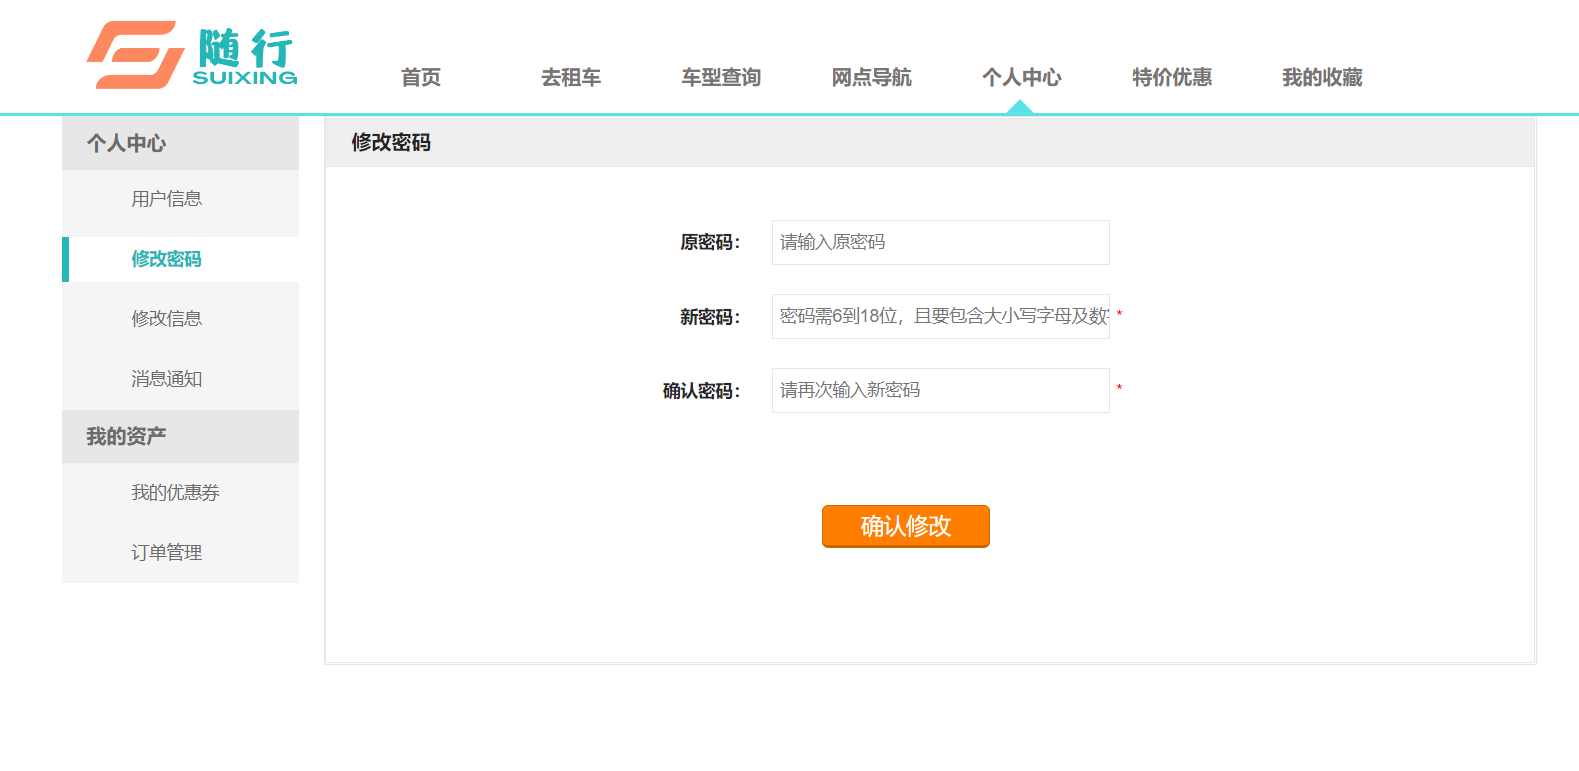 随行
SUIXING
首页 去租车 车型查询 网点导航 个人中心 特价优惠 我的收藏
个人中心
用户信息
修改密码
修改信息
消息通知
我的资产
我的优惠券
订单管理
修改密码
原密码： 请输入原密码
新密码： 密码需6到18位，且要包含大小写字母及数 *
确认密码： 请再次输入新密码 *
确认修改